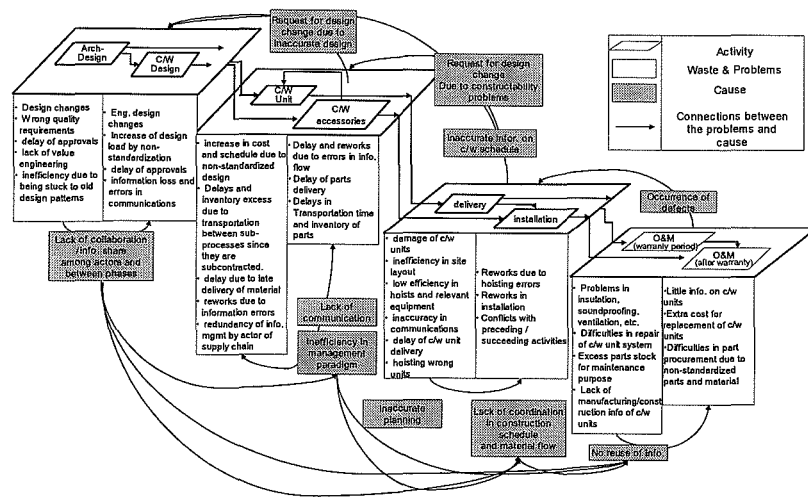 Request for design
change due to
inaccurate design
Arch-
Design
C/W
Design
Request for design
change
Due to constructability
problems
Activity
Waste & Problems
Cause
Connections between
the problems and
cause
C/W
Unit
C/W
accessories
Inaccurate infor. on
c/w schedule
Design changes
Wrong quality
requirements
delay of approvals
lack of value
engineering
inefficiency due to
being stuck to old
design patterns
Eng. design
changes
Increase of design
load by non-
standardization
delay of approvals
information loss and
errors in
communications
increase in cost
and schedule due to
non-standardized
design
Delays and
inventory excess
due to
transportation
between sub-
processes since
they are
subcontracted.
delay due to late
delivery of material
reworks due to
information errors
redundancy of info.
mgmt by actor of
supply chain
Delay and reworks
due to errors in info.
flow
Delay of parts
delivery
Delays in
Transportation time
and inventory of
parts
delivery
installation
Occurrence of
defects
O&M
(warranty period)
O&M
(after warranty)
Lack of collaboration
/info. share
among actors and
between phases
damage of c/w
units
inefficiency in site
layout
low efficiency in
hoists and relevant
equipment
inaccuracy in
communications
delay of c/w unit
delivery
hoisting wrong
units
Reworks due to
hoisting errors
Reworks in
installation
Conflicts with
preceding /
succeeding activities
Problems in
insulation,
soundproofing,
ventilation, etc.
Difficulties in repair
of c/w unit system
Excess parts stock
for maintenance
purpose
Lack of
manufacturing/const
ruction info of c/w
units
Little info. on c/w
units
Extra cost for
replacement of c/w
units
Difficulties in part
procurement due to
non-standardized
parts and material
Lack of
communication
Inefficiency in
management
paradigm
Inaccurate
planning
Lack of coordination
in construction
schedule
and material flow
No reuse of info.